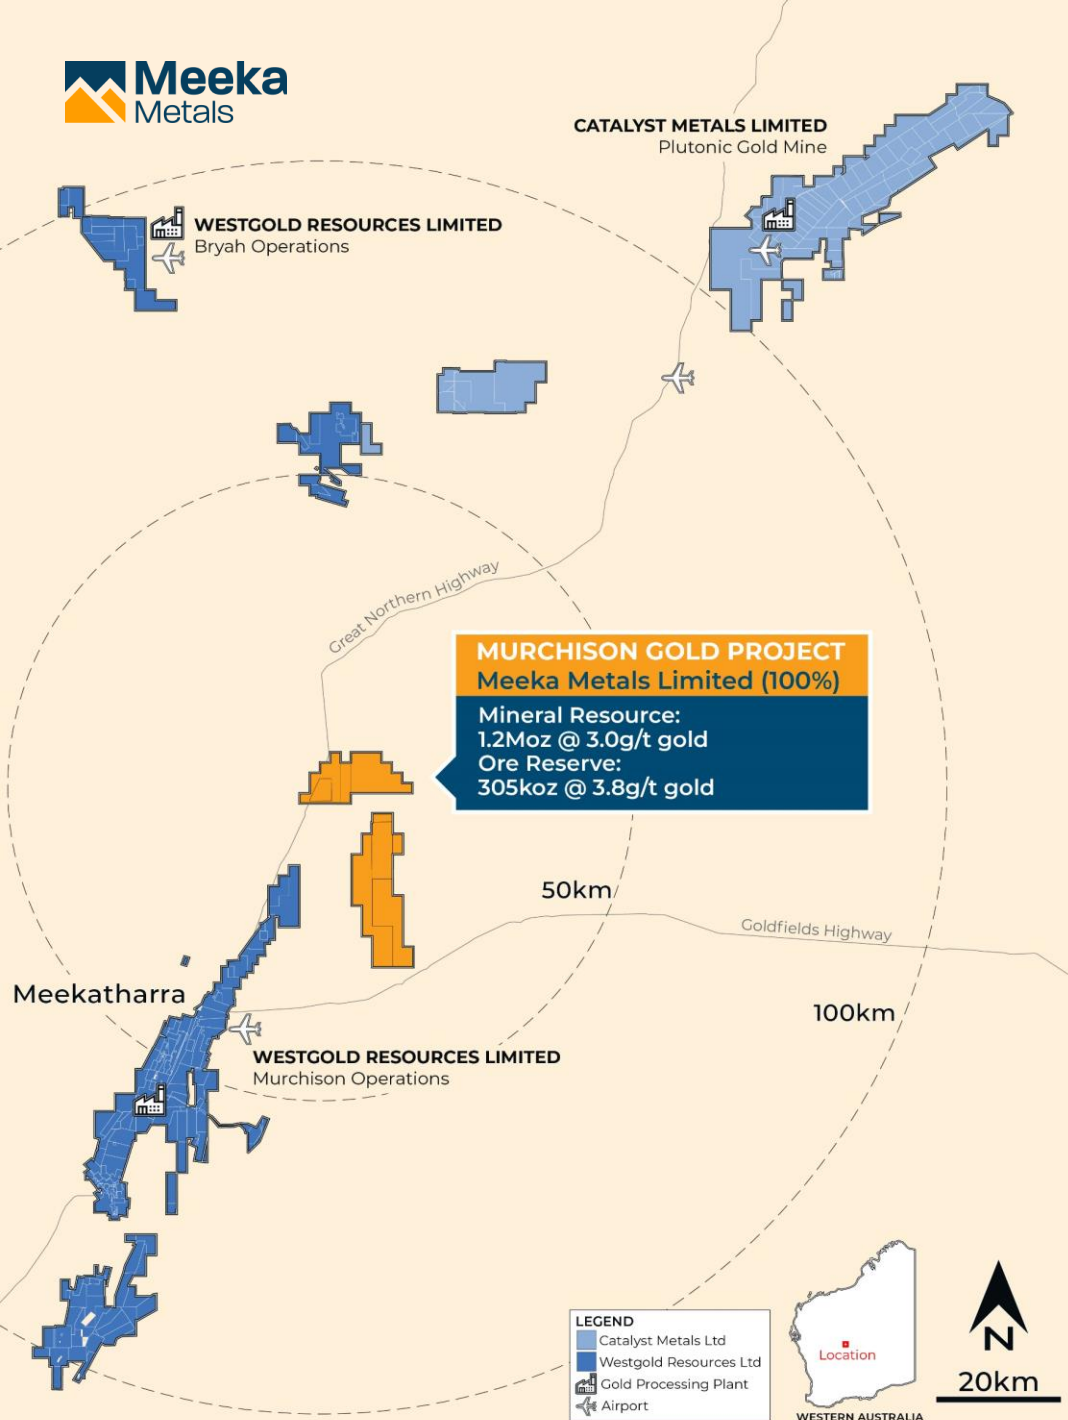 Meeka
Metals
CATALYST METALS LIMITED
Plutonic Gold Mine
WESTGOLD RESOURCES LIMITED
Bryah Operations
Great Northern Highway
MURCHISON GOLD PROJECT
Meeka Metals Limited (100%)
Mineral Resource:
1.2Moz @ 3.0g/t gold
Ore Reserve:
305koz @ 3.8g/t gold
50km
Goldfields Highway
Meekatharra
100km
WESTGOLD RESOURCES LIMITED
Murchison Operations
LEGEND
Catalyst Metals Ltd
Westgold Resources Ltd
Gold Processing Plant
Airport
Location
WESTERN AUSTRALIA
N
20km